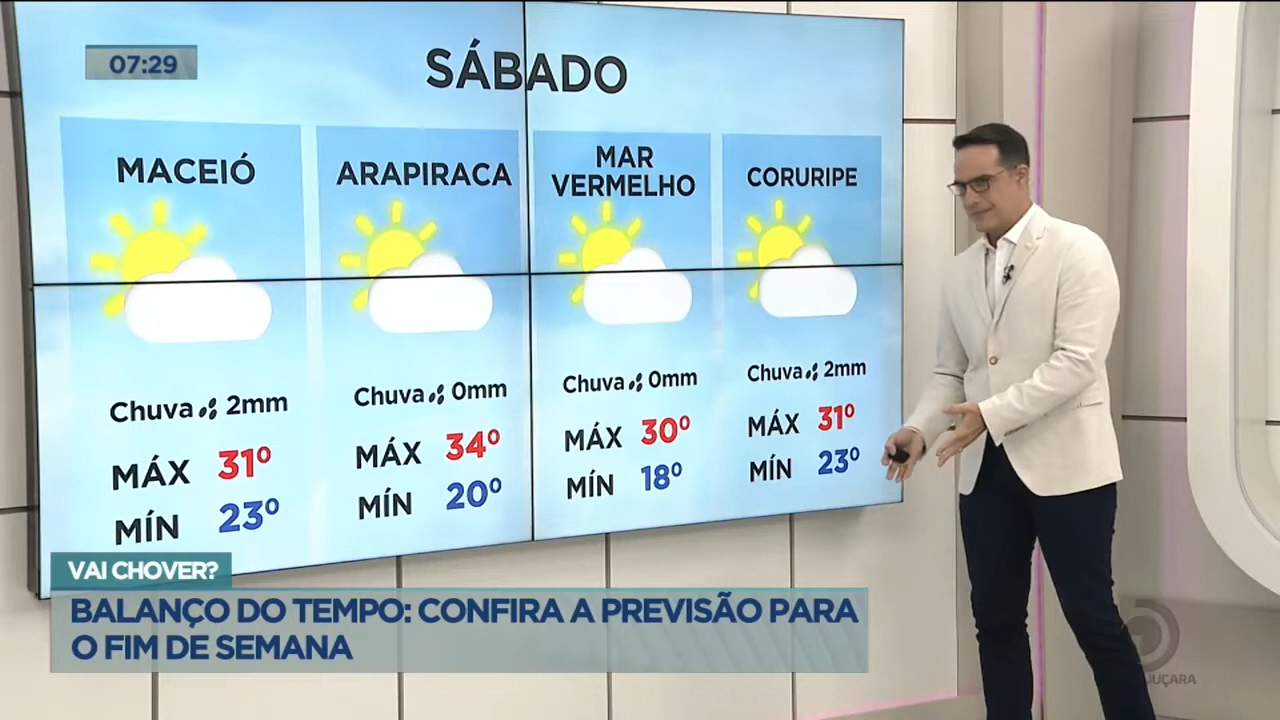 07:29
SÁBADO
MACEIÓ
Chuva 2mm
MÁX 31º
MÍN 23º
ARAPIRACA
Chuva 0mm
MÁX 34º
MÍN 20º
MAR
VERMELHO
Chuva 0mm
MÁX 30º
MÍN 18º
CORURIPE
Chuva 2mm
MÁX 31º
MÍN 23º
VAI CHOVER?
BALANÇO DO TEMPO: CONFIRA A PREVISÃO PARA
O FIM DE SEMANA